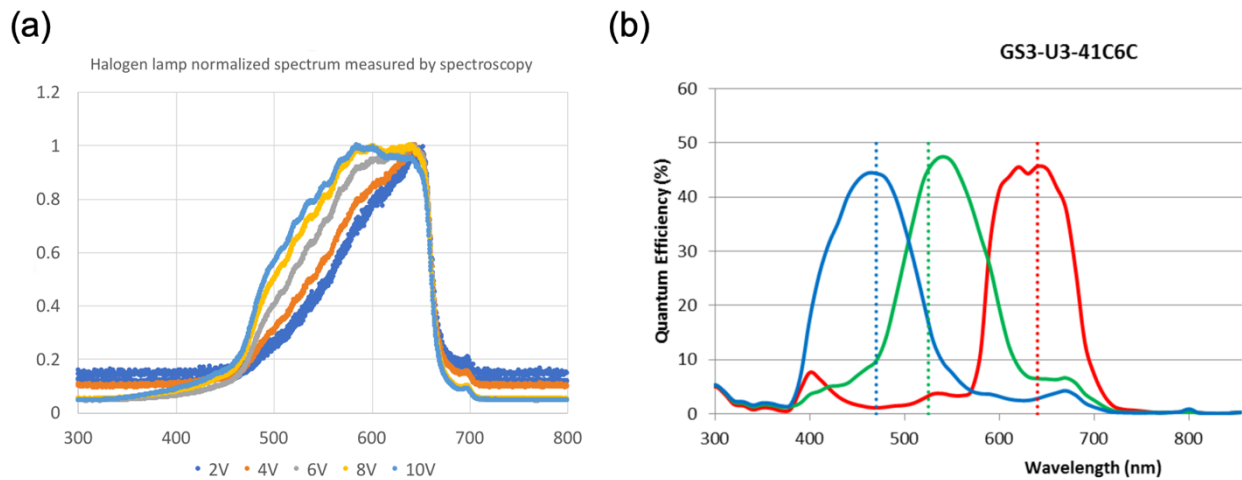 (a)
Halogen lamp normalized spectrum measured by spectroscopy
1.2
1
0.8
0.6
0.4
0.2
0
300 400 500 600 700 800
2V 4V 6V 8V 10V
(b)
GS3-U3-41C6C
Quantum Efficiency (%)
60
50
40
30
20
10
0
300 400 500 600 700 800
Wavelength (nm)